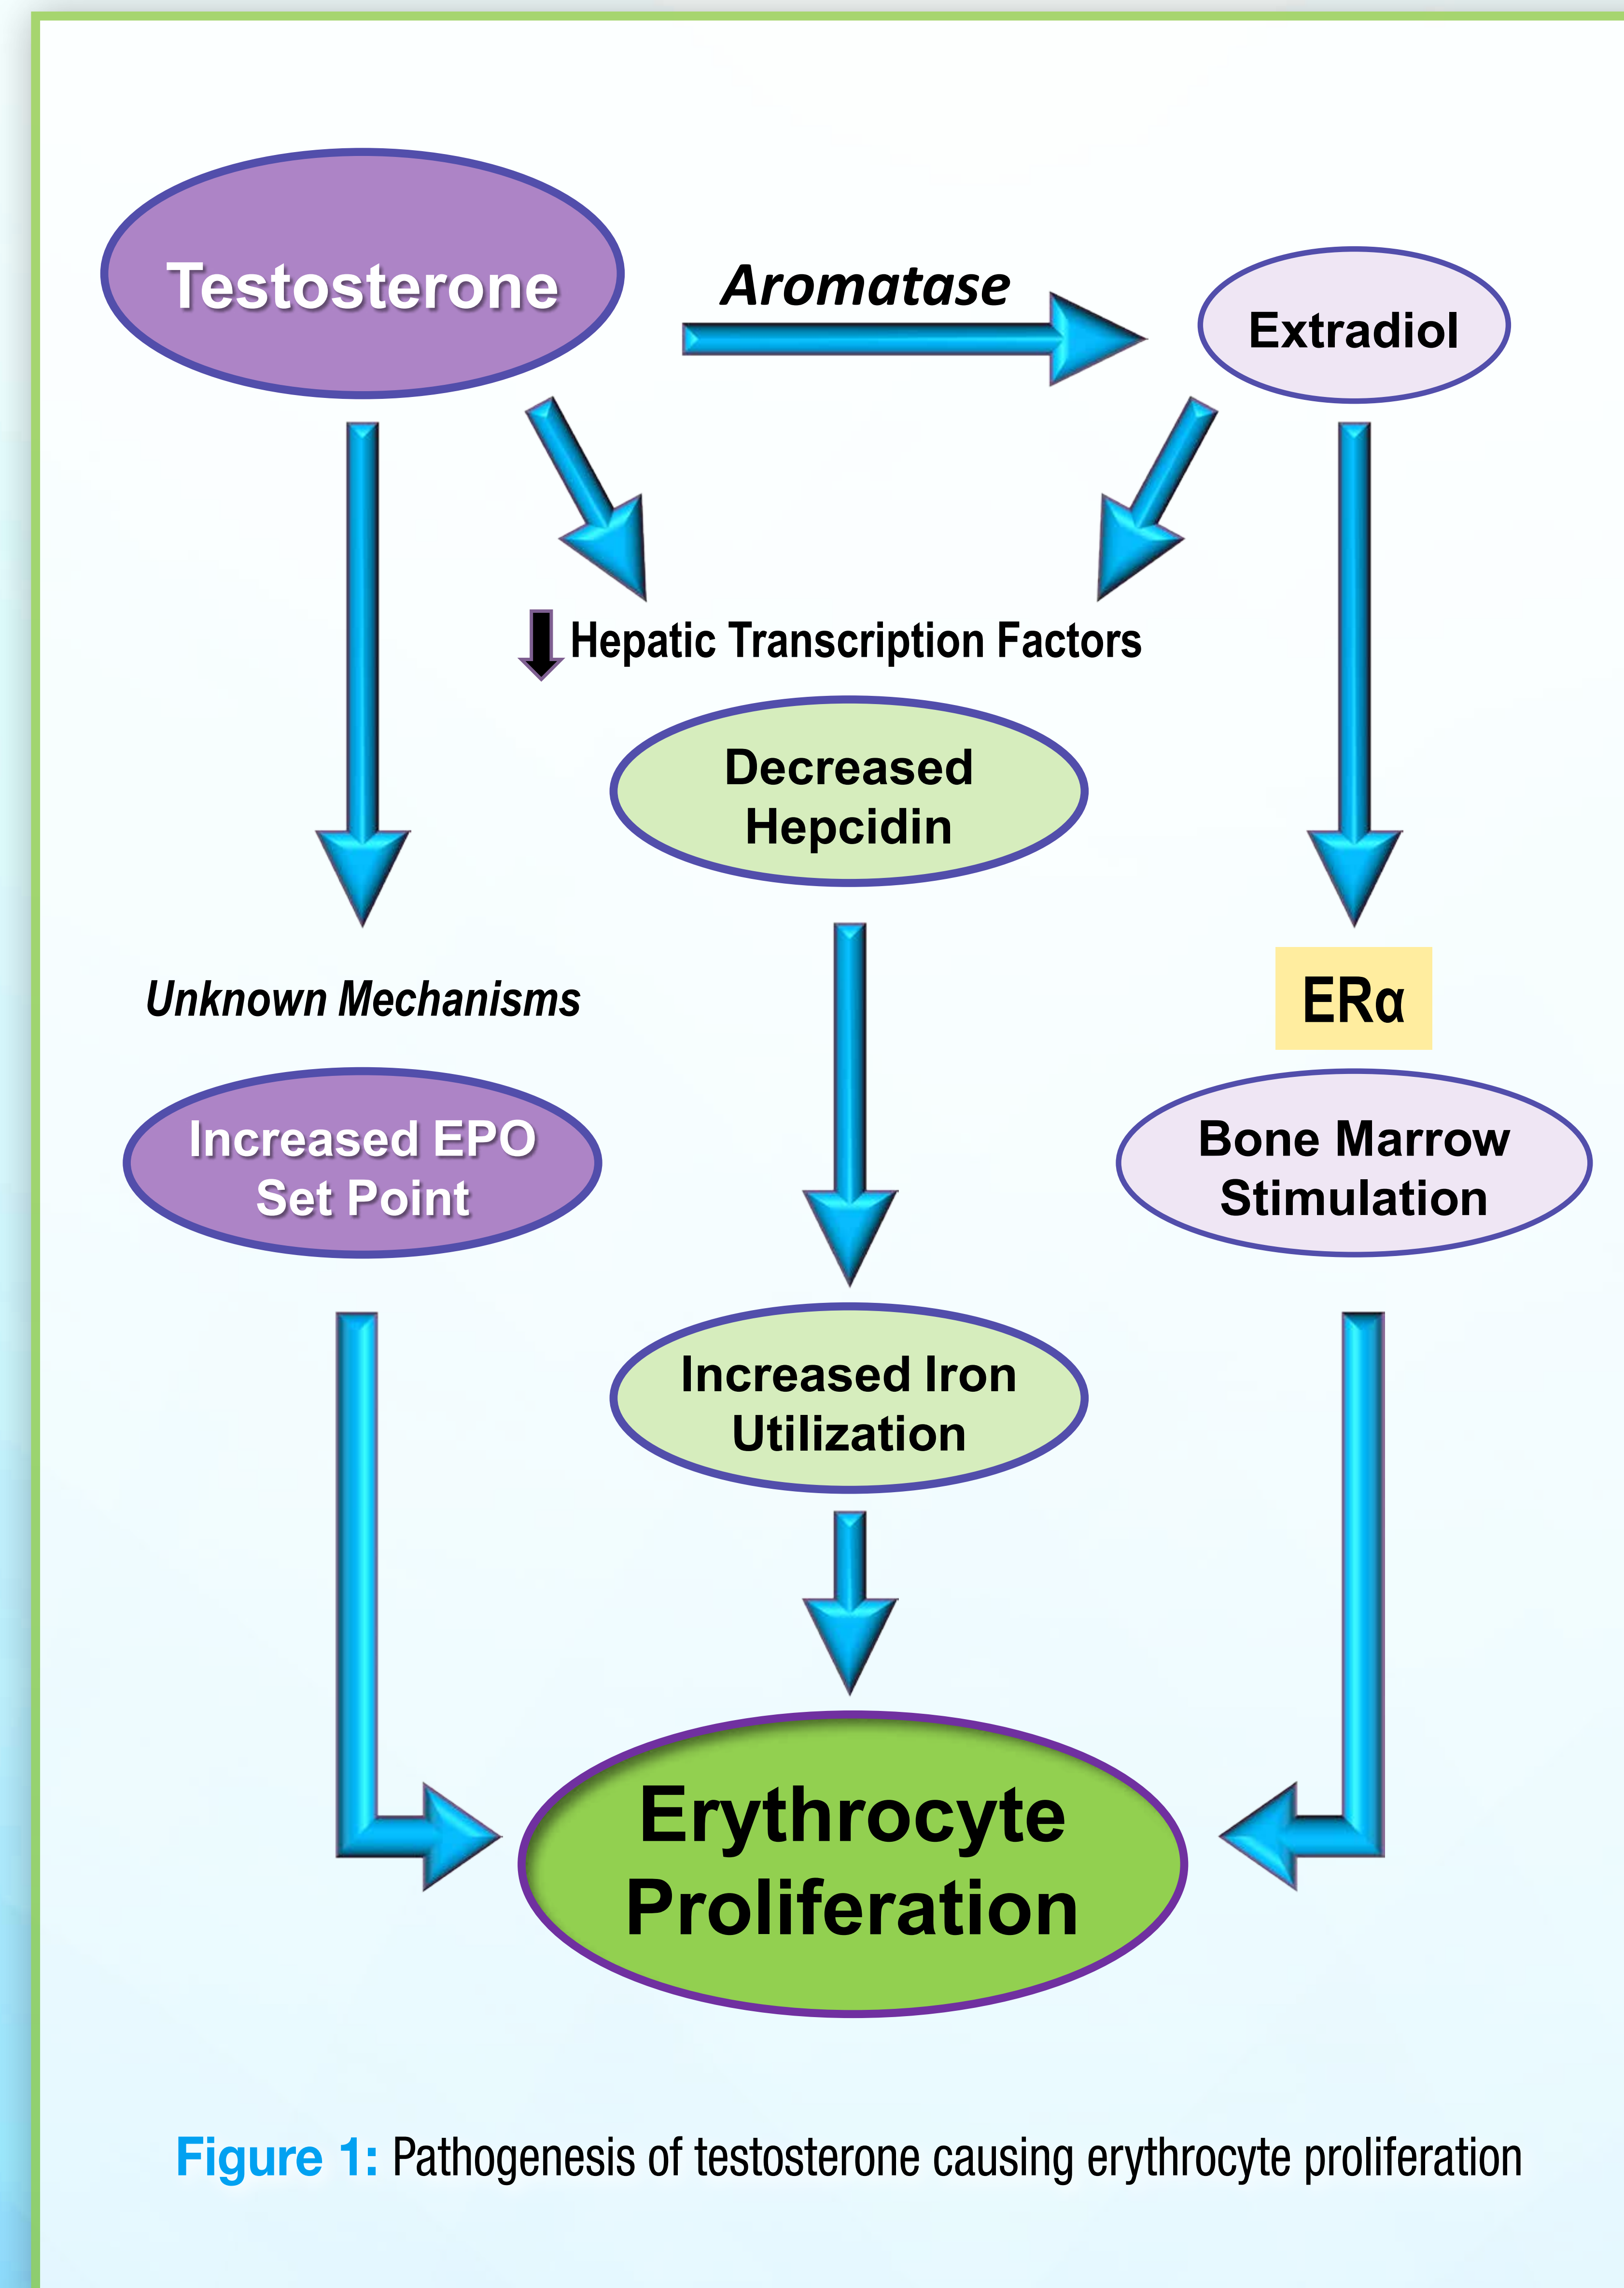 Testosterone
Aromatase
Extradiol
Hepatic Transcription Factors
Decreased
Hepcidin
Unknown Mechanisms
ERα
Increased EPO
Set Point
Bone Marrow
Stimulation
Increased Iron
Utilization
Erythrocyte
Proliferation
Figure 1: Pathogenesis of testosterone causing erythrocyte proliferation